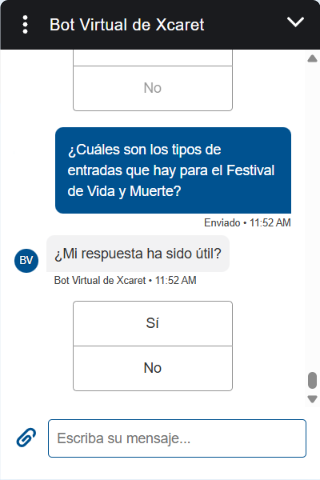 Bot Virtual de Xcaret
No
¿Cuáles son los tipos de
entradas que hay para el Festival
de Vida y Muerte?
Enviado • 11:52 AM
BV
¿Mi respuesta ha sido útil?
Bot Virtual de Xcaret • 11:52 AM
Sí
No
Escriba su mensaje...